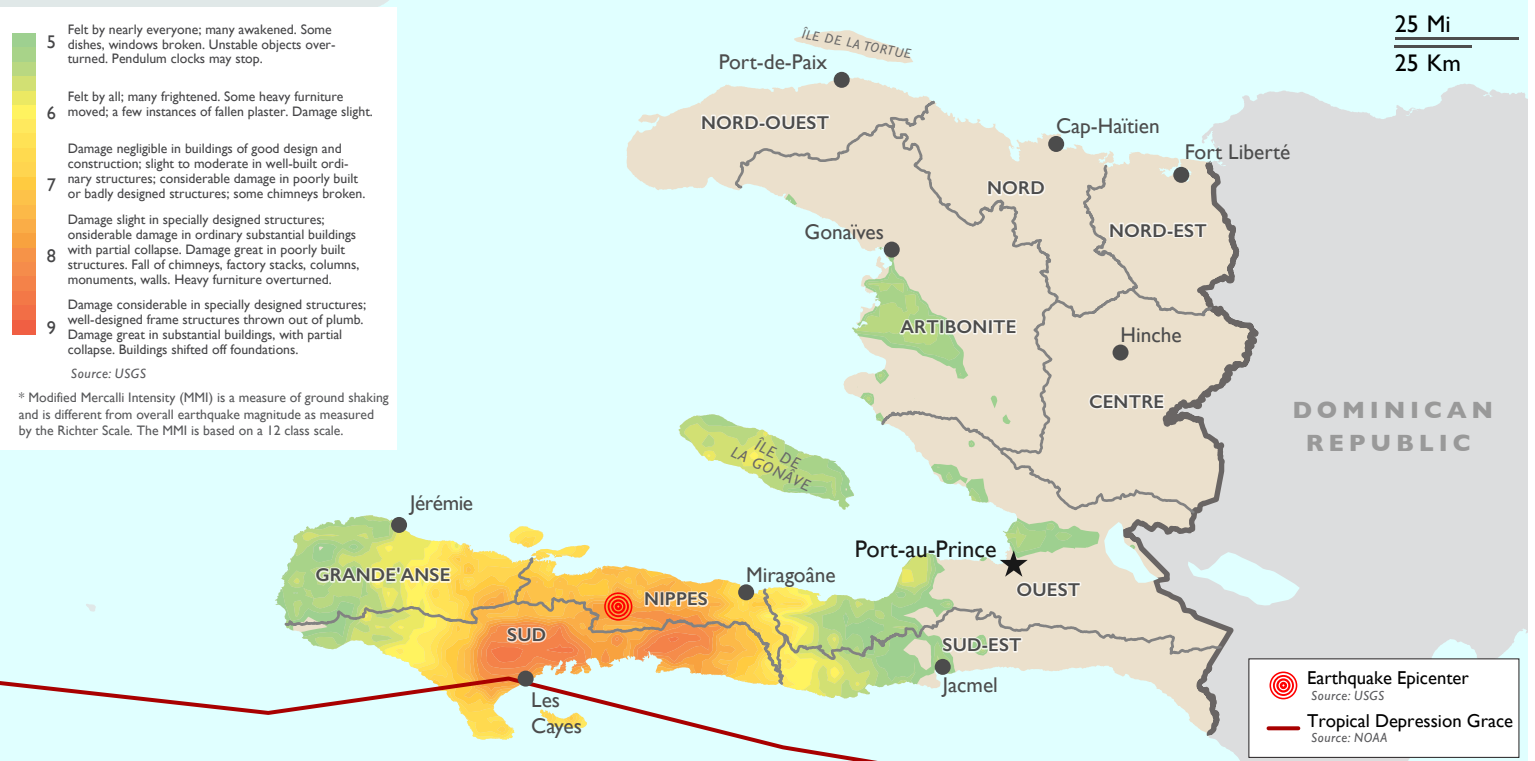 5
Felt by nearly everyone; many awakened. Some
dishes, windows broken. Unstable objects over-
turned. Pendulum clocks may stop.
6
Felt by all; many frightened. Some heavy furniture
moved; a few instances of fallen plaster. Damage slight.
7
Damage negligible in buildings of good design and
construction; slight to moderate in well-built ordi-
nary structures; considerable damage in poorly built
or badly designed structures; some chimneys broken.
8
Damage slight in specially designed structures;
onsiderable damage in ordinary substantial buildings
with partial collapse. Damage great in poorly built
structures. Fall of chimneys, factory stacks, columns,
monuments, walls. Heavy furniture overturned.
9
Damage considerable in specially designed structures;
well-designed frame structures thrown out of plumb.
Damage great in substantial buildings, with partial
collapse. Buildings shifted off foundations.
Source: USGS
* Modified Mercalli Intensity (MMI) is a measure of ground shaking
and is different from overall earthquake magnitude as measured
by the Richter Scale. The MMI is based on a 12 class scale.
25 Mi
25 Km
ÎLE DE LA TORTUE
Port-de-Paix
NORD-OUEST
Cap-Haïtien
Fort Liberté
NORD
NORD-EST
Gonaïves
ARTIBONITE
Hinche
CENTRE
DOMINICAN
REPUBLIC
ÎLE DE
LA GONÂVE
Jérémie
Port-au-Prince
GRANDE'ANSE
Miragoâne
NIPPES
OUEST
SUD
SUD-EST
Jacmel
Les
Cayes
Earthquake Epicenter
Source: USGS
Tropical Depression Grace
Source: NOAA